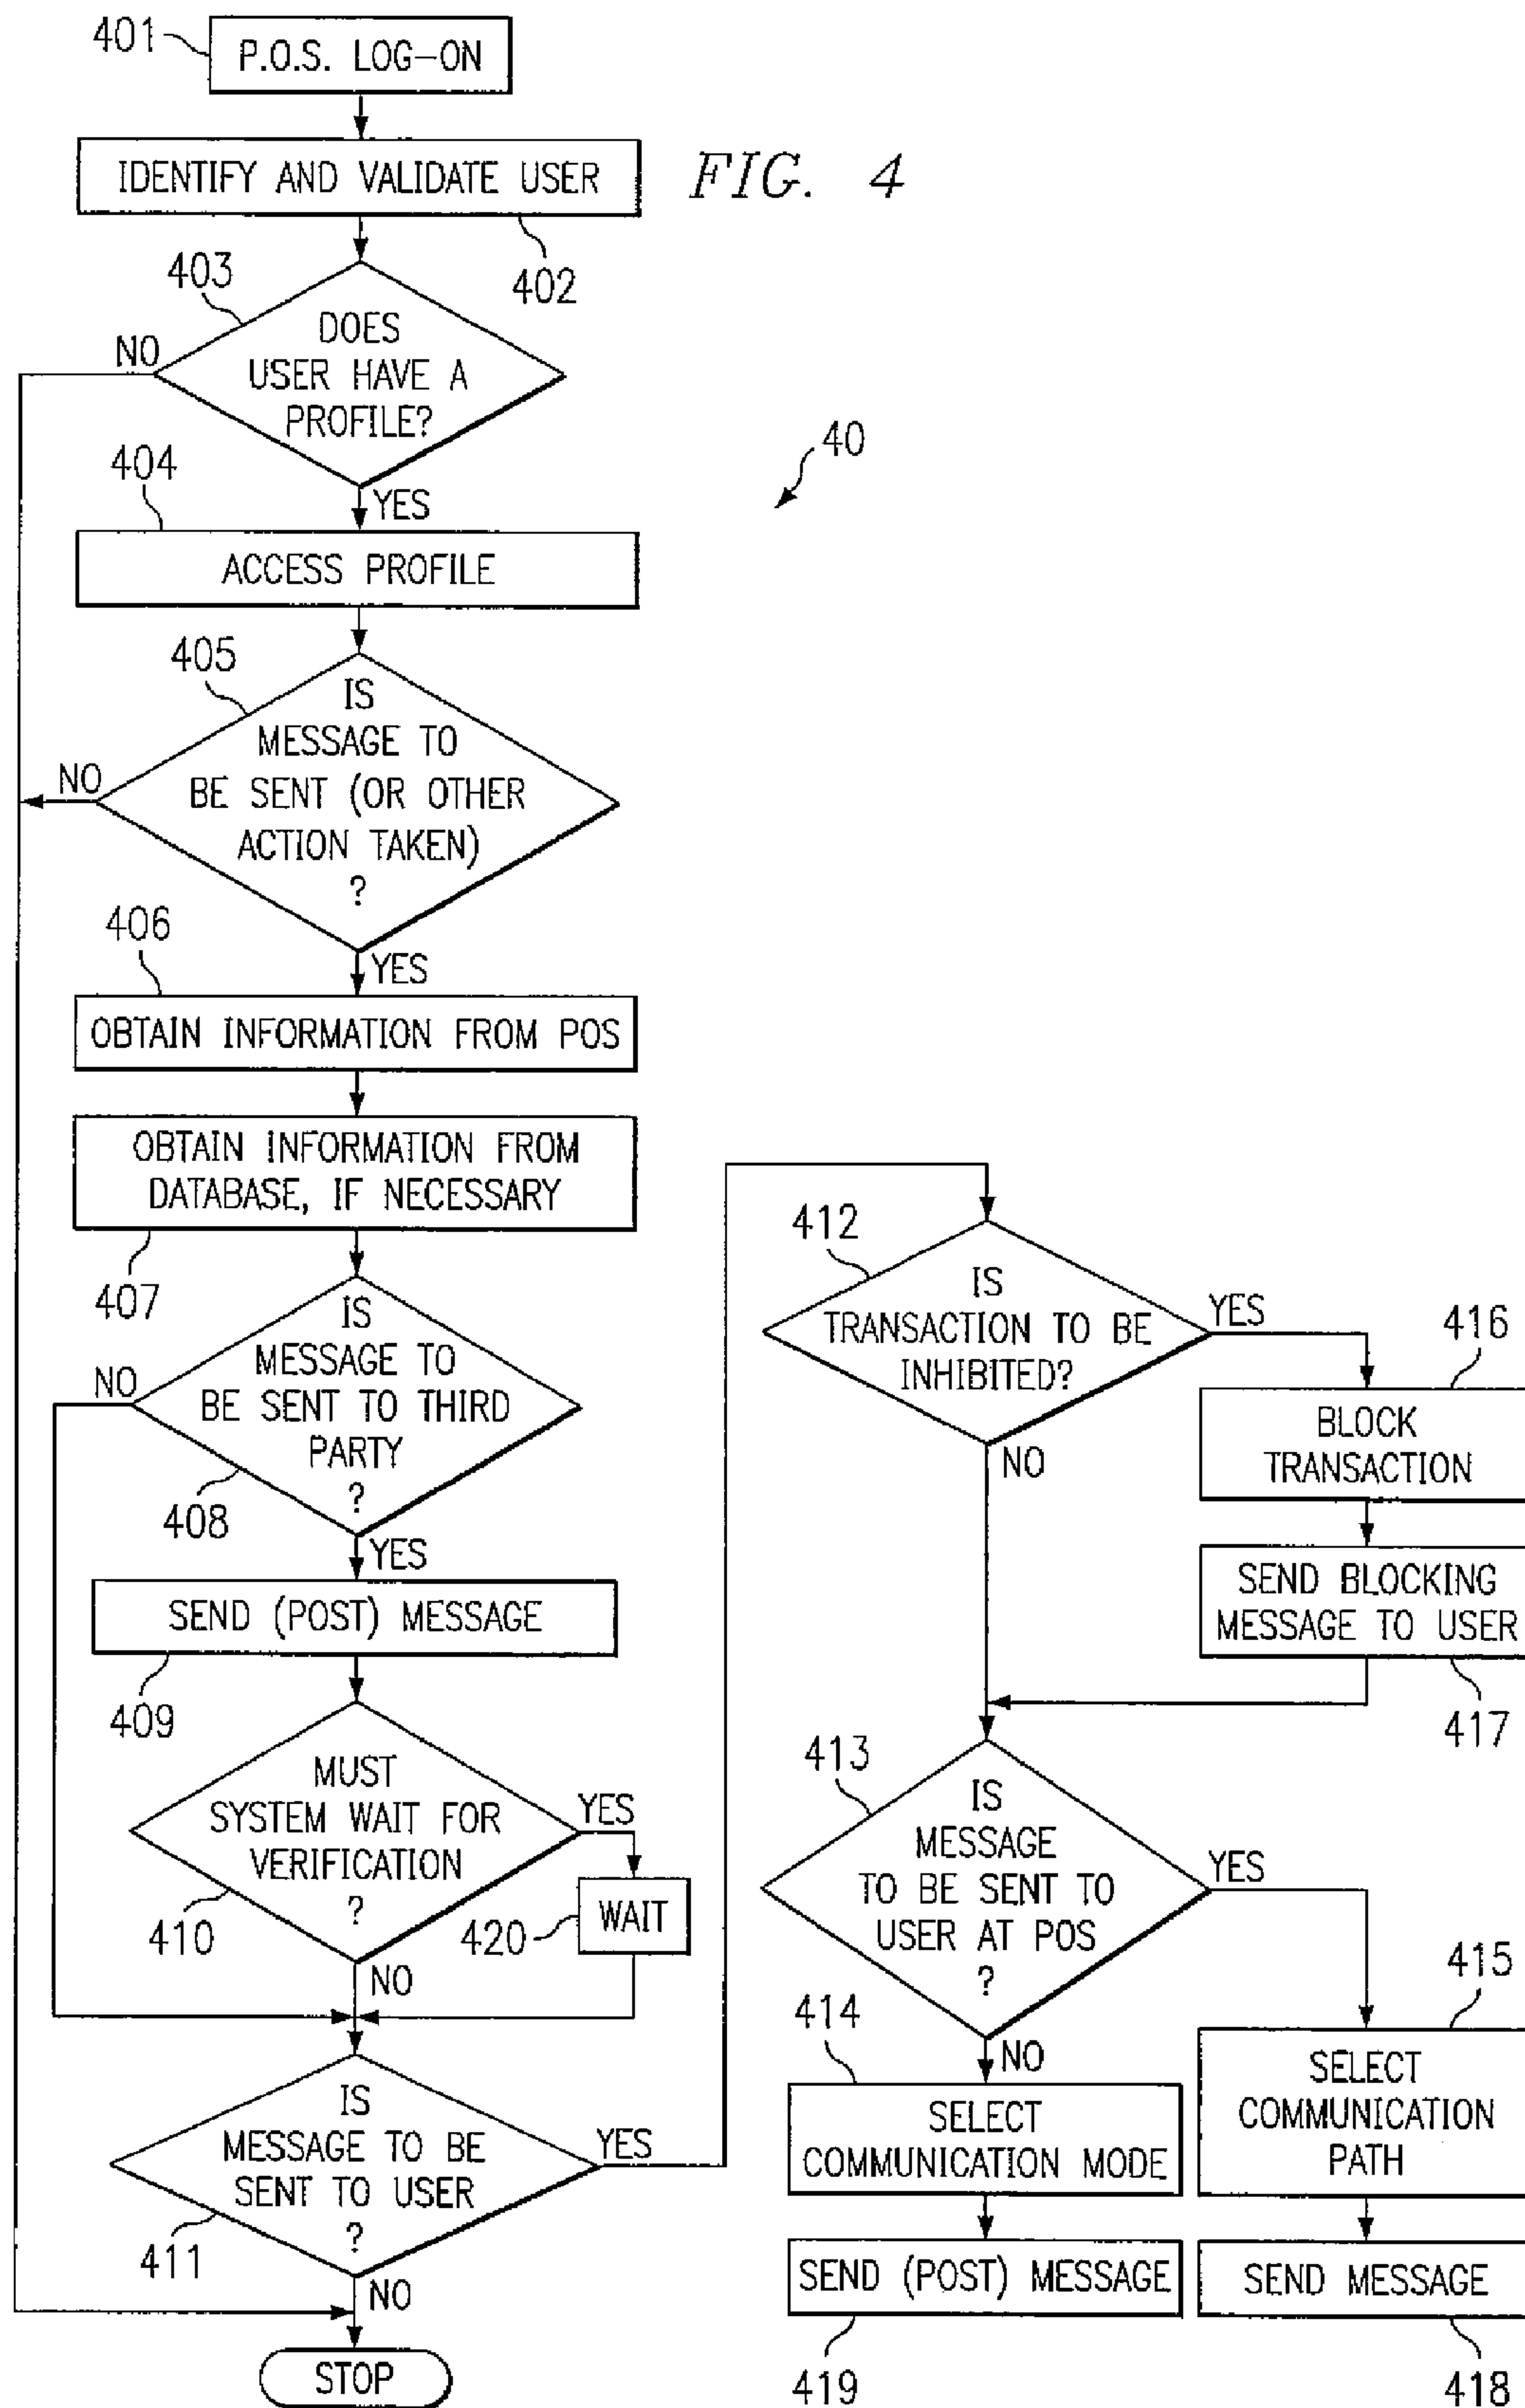 401
P.O.S. LOG-ON
IDENTIFY AND VALIDATE USER
FIG. 4
402
403
DOES
USER HAVE A
PROFILE?
NO
YES
40
404
ACCESS PROFILE
405
IS
MESSAGE TO
BE SENT (OR OTHER
ACTION TAKEN)
?
NO
YES
406
OBTAIN INFORMATION FROM POS
OBTAIN INFORMATION FROM
DATABASE, IF NECESSARY
407
IS
MESSAGE TO
BE SENT TO THIRD
PARTY
?
NO
408
YES
SEND (POST) MESSAGE
409
MUST
SYSTEM WAIT FOR
VERIFICATION
?
YES
410
420
WAIT
NO
IS
MESSAGE TO BE
SENT TO USER
?
YES
411
NO
STOP
412
IS
TRANSACTION TO BE
INHIBITED?
YES
NO
416
BLOCK
TRANSACTION
SEND BLOCKING
MESSAGE TO USER
417
413
IS
MESSAGE
TO BE SENT TO
USER AT POS
?
YES
NO
414
SELECT
COMMUNICATION MODE
SEND (POST) MESSAGE
419
415
SELECT
COMMUNICATION
PATH
SEND MESSAGE
418